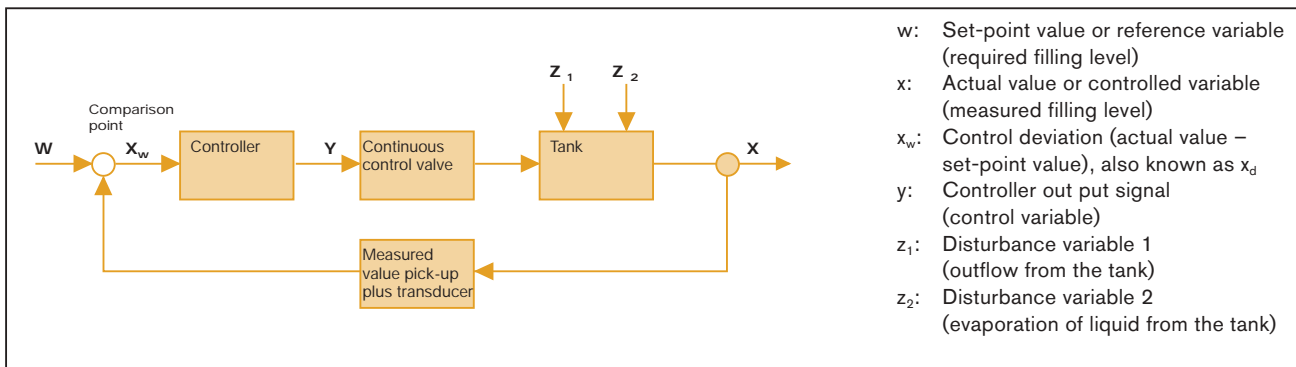 Z 1
Z 2
Comparison
point
W
Xw
Controller
Y
Continuous
control valve
Tank
X
Measured
value pick-up
plus transducer
w: Set-point value or reference variable
(required filling level)
x: Actual value or controlled variable
(measured filling level)
xw: Control deviation (actual value –
set-point value), also known as xd
y: Controller out put signal
(control variable)
z1: Disturbance variable 1
(outflow from the tank)
z2: Disturbance variable 2
(evaporation of liquid from the tank)